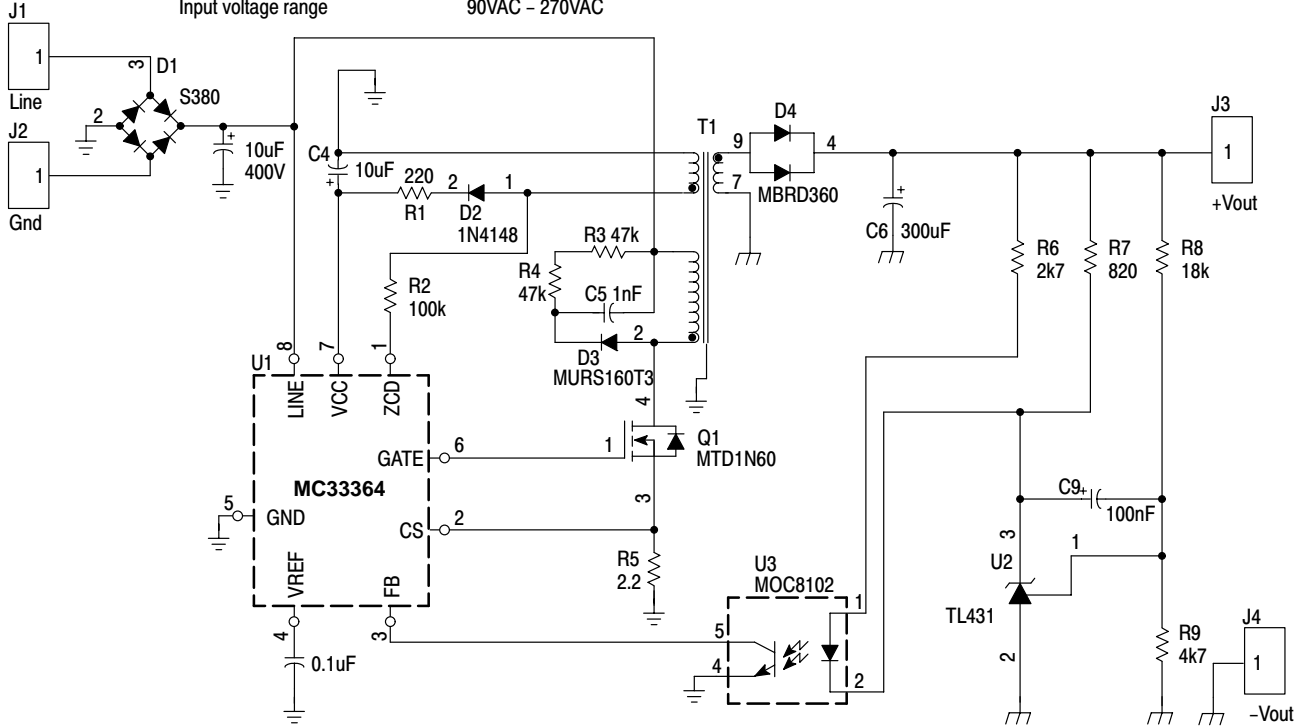 Input voltage range 90VAC – 270VAC
J1
1
Line
3
D1
S380
2
J2
1
Gnd
10uF
400V
C4
10uF
220
R1
2
D2
1N4148
1
R2
100k
R3 47k
R4
47k
C5 1nF
D3
MURS160T3
2
T1
9
7
D4
MBRD360
4
C6 300uF
J3
1
+Vout
R6
2k7
R7
820
R8
18k
U1
8
7
1
LINE
VCC
ZCD
GATE
6
MC33364
5
GND
CS
2
VREF
FB
4
3
0.1uF
4
1
Q1
MTD1N60
3
R5
2.2
U3
MOC8102
5
4
1
2
C9
+
100nF
3
U2
1
TL431
2
R9
4k7
J4
1
–Vout